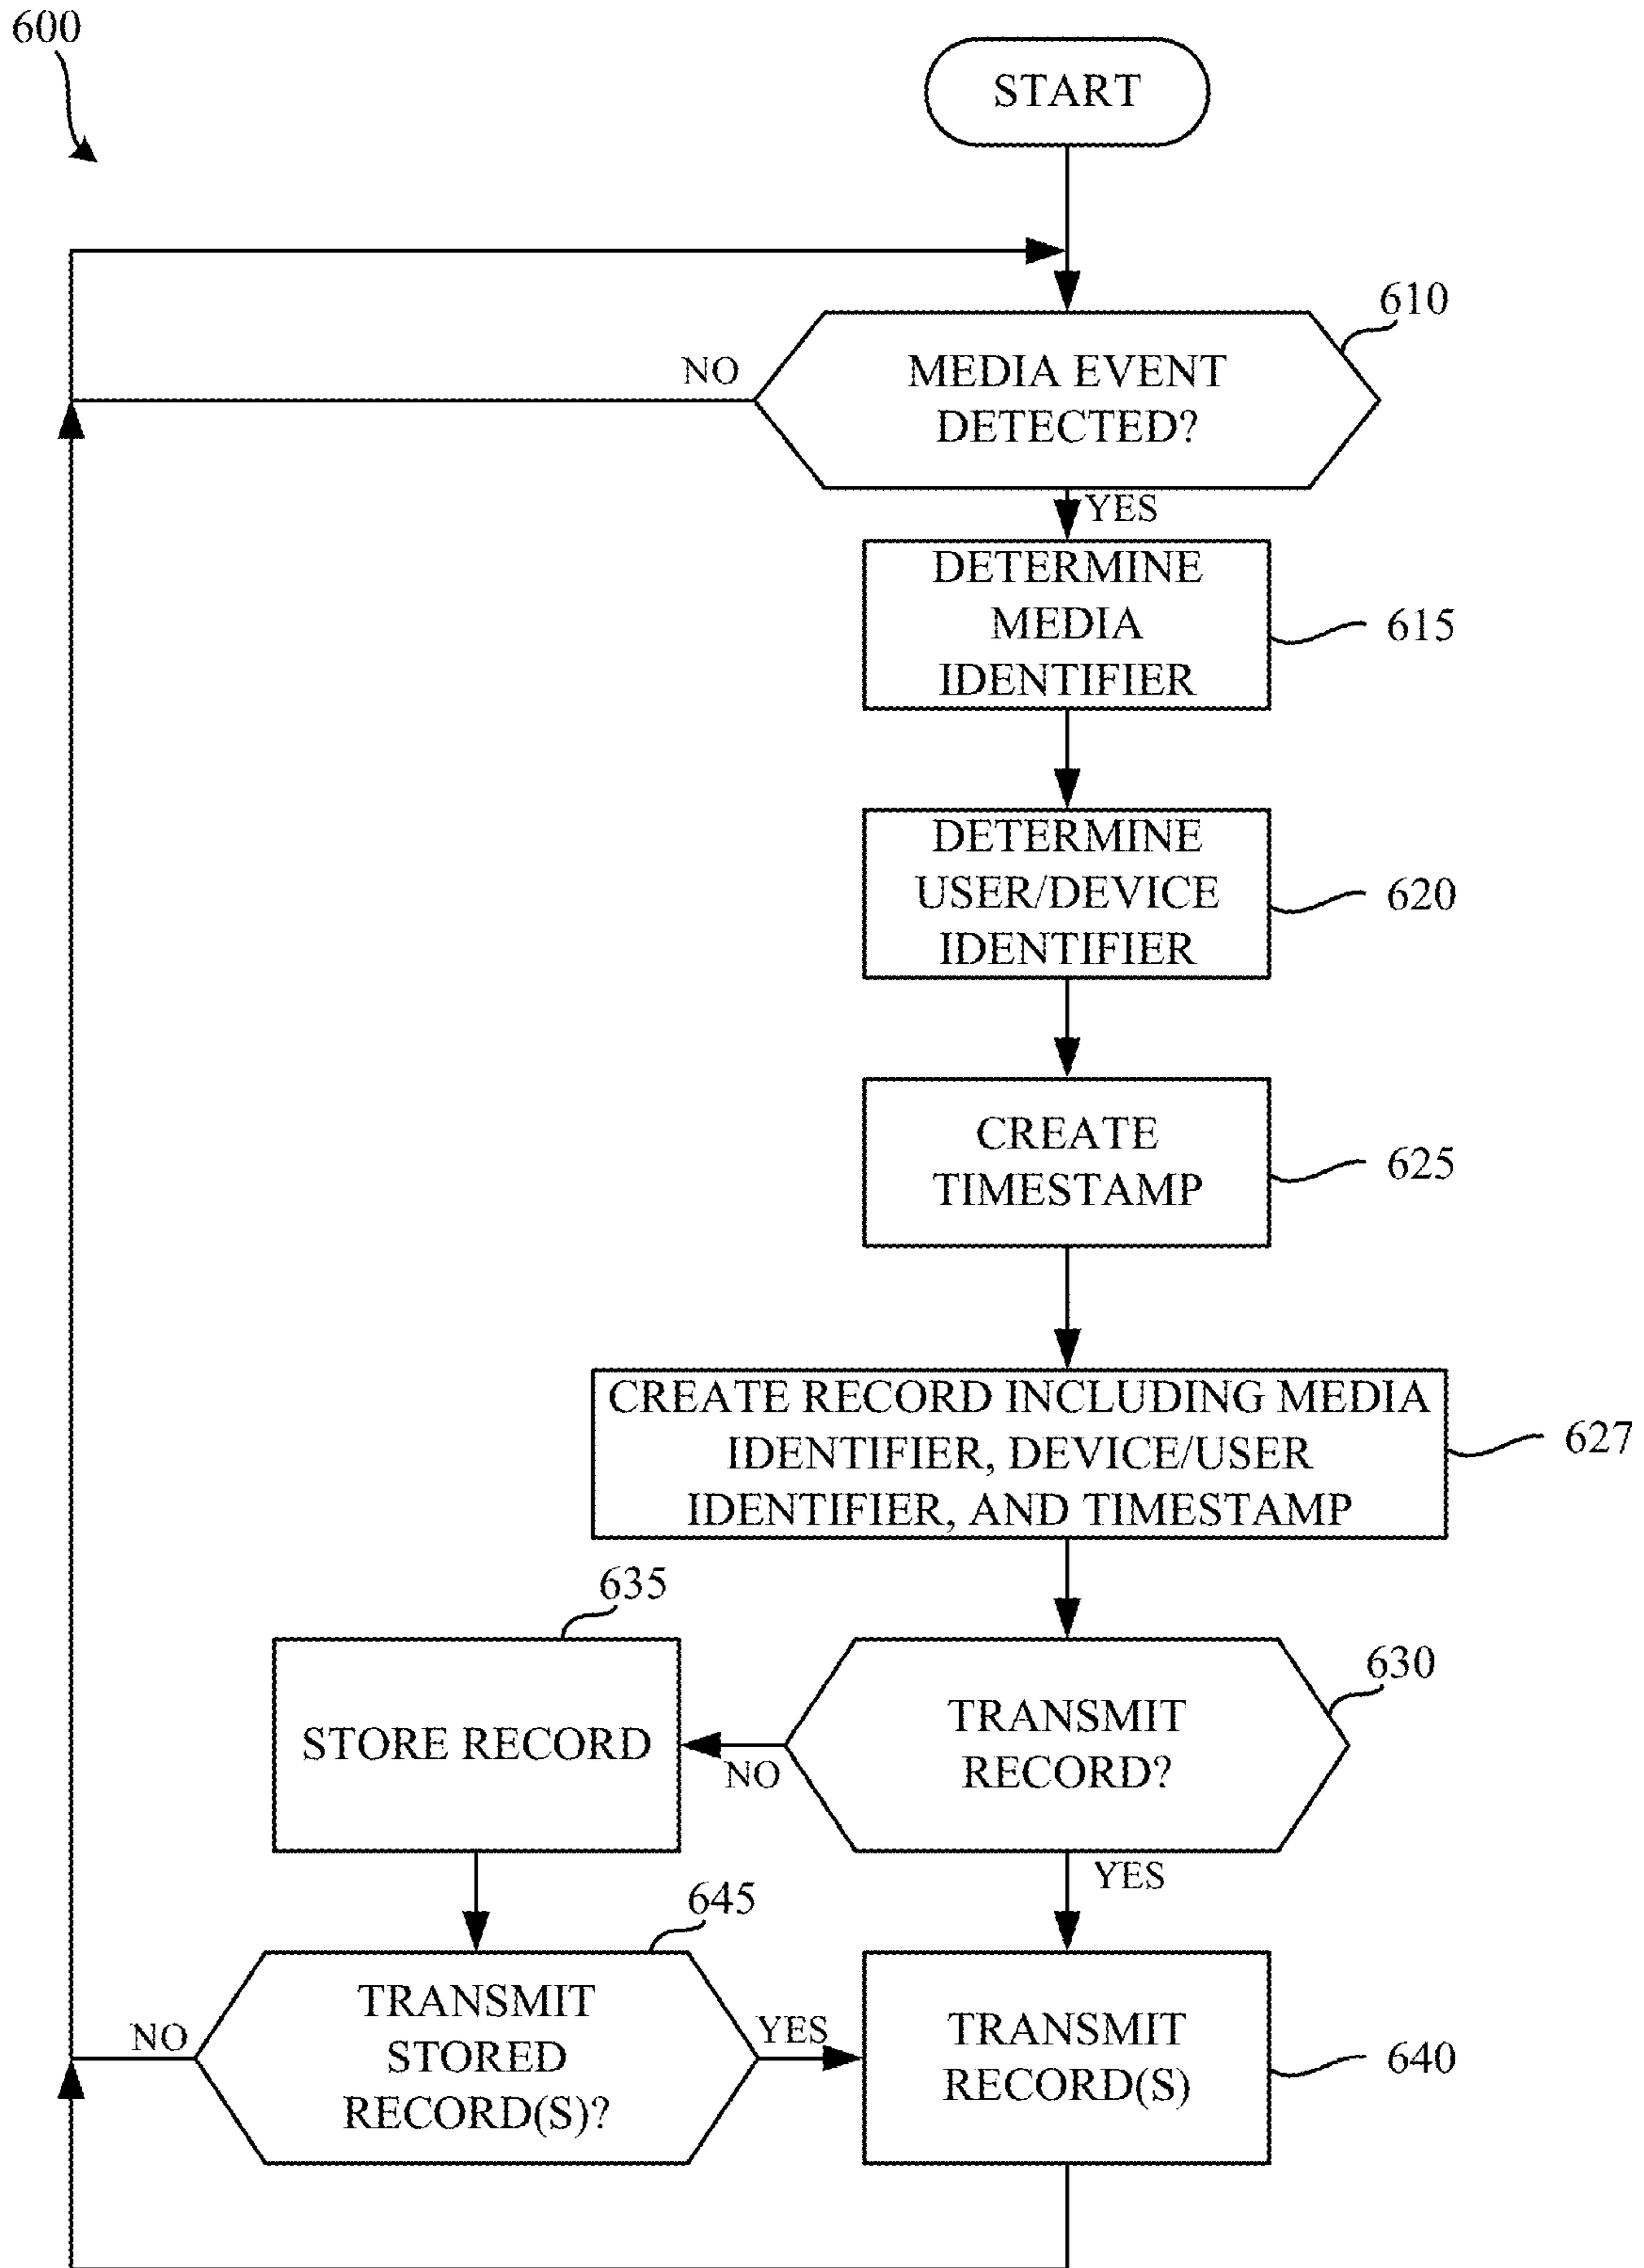 600
START
610
NO
MEDIA EVENT
DETECTED?
YES
DETERMINE
MEDIA
IDENTIFIER
615
DETERMINE
USER/DEVICE
IDENTIFIER
620
CREATE
TIMESTAMP
625
CREATE RECORD INCLUDING MEDIA
IDENTIFIER, DEVICE/USER
IDENTIFIER, AND TIMESTAMP
627
635
STORE RECORD
630
TRANSMIT
RECORD?
NO
YES
645
TRANSMIT
STORED
RECORD(S)?
NO
YES
TRANSMIT
RECORD(S)
640